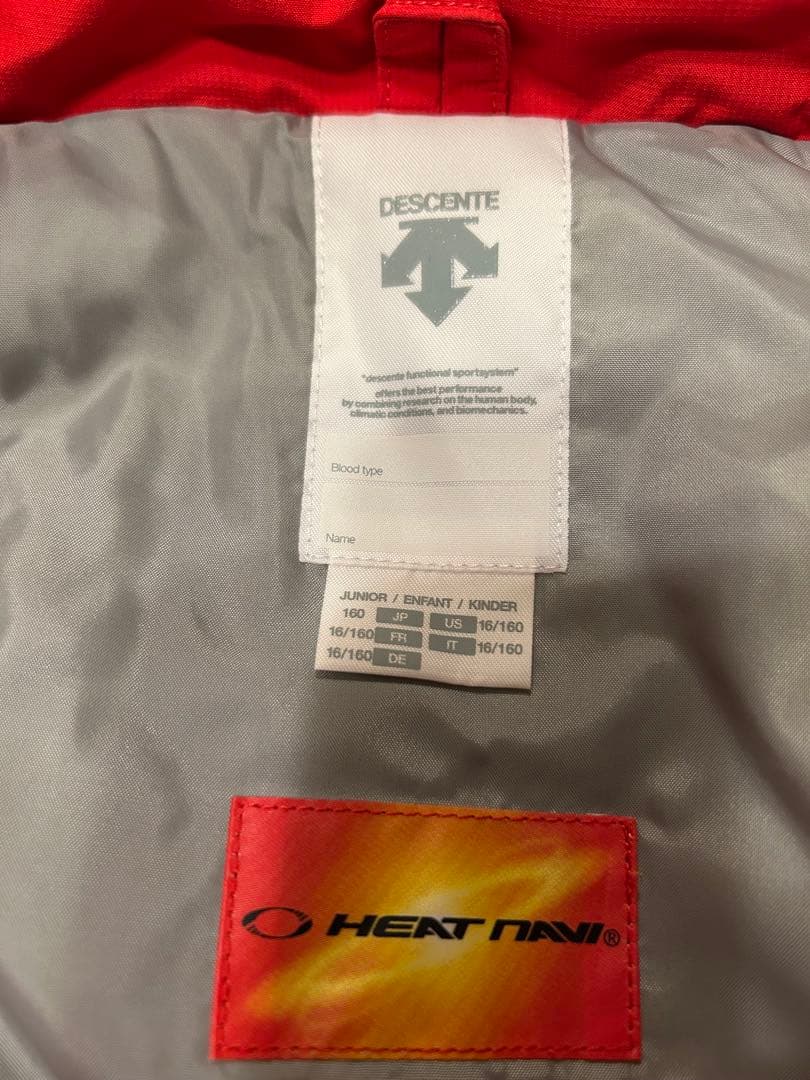 DESCENTE
"descente functional sportsystem"
offers the best performance
by combining research on the human body,
climatic conditions, and biomechanics.
Blood type
Name
JUNIOR / ENFANT / KINDER
160 JP US 16/160
16/160 FR IT 16/160
16/160 DE
HEAT NAVI®